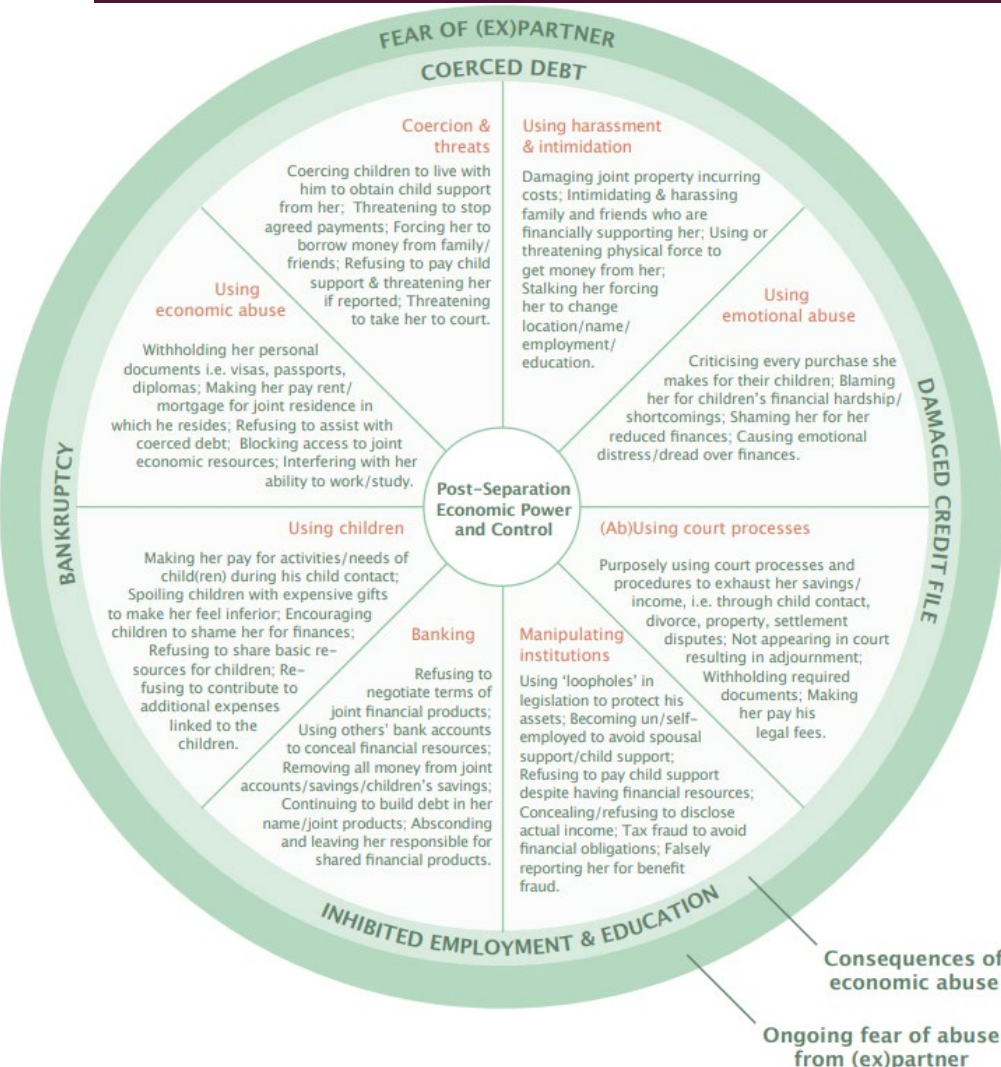 FEAR OF (EX)PARTNER
COERCED DEBT
Coercion &
threats
Coercing children to live with
him to obtain child support
from her; Threatening to stop
agreed payments; Forcing her to
borrow money from family/
friends; Refusing to pay child
support & threatening her
if reported; Threatening
to take her to court.
Using harassment
& intimidation
Damaging joint property incurring
costs; Intimidating & harassing
family and friends who are
financially supporting her; Using or
threatening physical force to
get money from her;
Stalking her forcing
her to change
location/name/
employment/
education.
Using
emotional abuse
Criticising every purchase she
makes for their children; Blaming
her for children's financial hardship/
shortcomings; Shaming her for her
reduced finances; Causing emotional
distress/dread over finances.
DAMAGED CREDIT FILE
(Ab)Using court processes
Purposely using court processes and
procedures to exhaust her savings/
income, i.e. through child contact,
divorce, property, settlement
disputes; Not appearing in court
resulting in adjournment;
Withholding required
documents; Making
her pay his
legal fees.
Manipulating
institutions
Using 'loopholes' in
legislation to protect his
assets; Becoming un/self-
employed to avoid spousal
support/child support;
Refusing to pay child support
despite having financial resources;
Concealing/refusing to disclose
actual income; Tax fraud to avoid
financial obligations; Falsely
reporting her for benefit
fraud.
INHIBITED EMPLOYMENT & EDUCATION
Banking
Refusing to
negotiate terms of
joint financial products;
Using others' bank accounts
to conceal financial resources;
Removing all money from joint
accounts/savings/children's savings;
Continuing to build debt in her
name/joint products; Absconding
and leaving her responsible for
shared financial products.
Using children
Making her pay for activities/needs of
child(ren) during his child contact;
Spoiling children with expensive gifts
to make her feel inferior; Encouraging
children to shame her for finances;
Refusing to share basic re-
sources for children; Re-
fusing to contribute to
additional expenses
linked to the
children.
BANKRUPTCY
Using
economic abuse
Withholding her personal
documents i.e. visas, passports,
diplomas; Making her pay rent/
mortgage for joint residence in
which he resides; Refusing to assist with
coerced debt; Blocking access to joint
economic resources; Interfering with her
ability to work/study.
Post-Separation
Economic Power
and Control
Consequences of
economic abuse
Ongoing fear of abuse
from (ex)partner